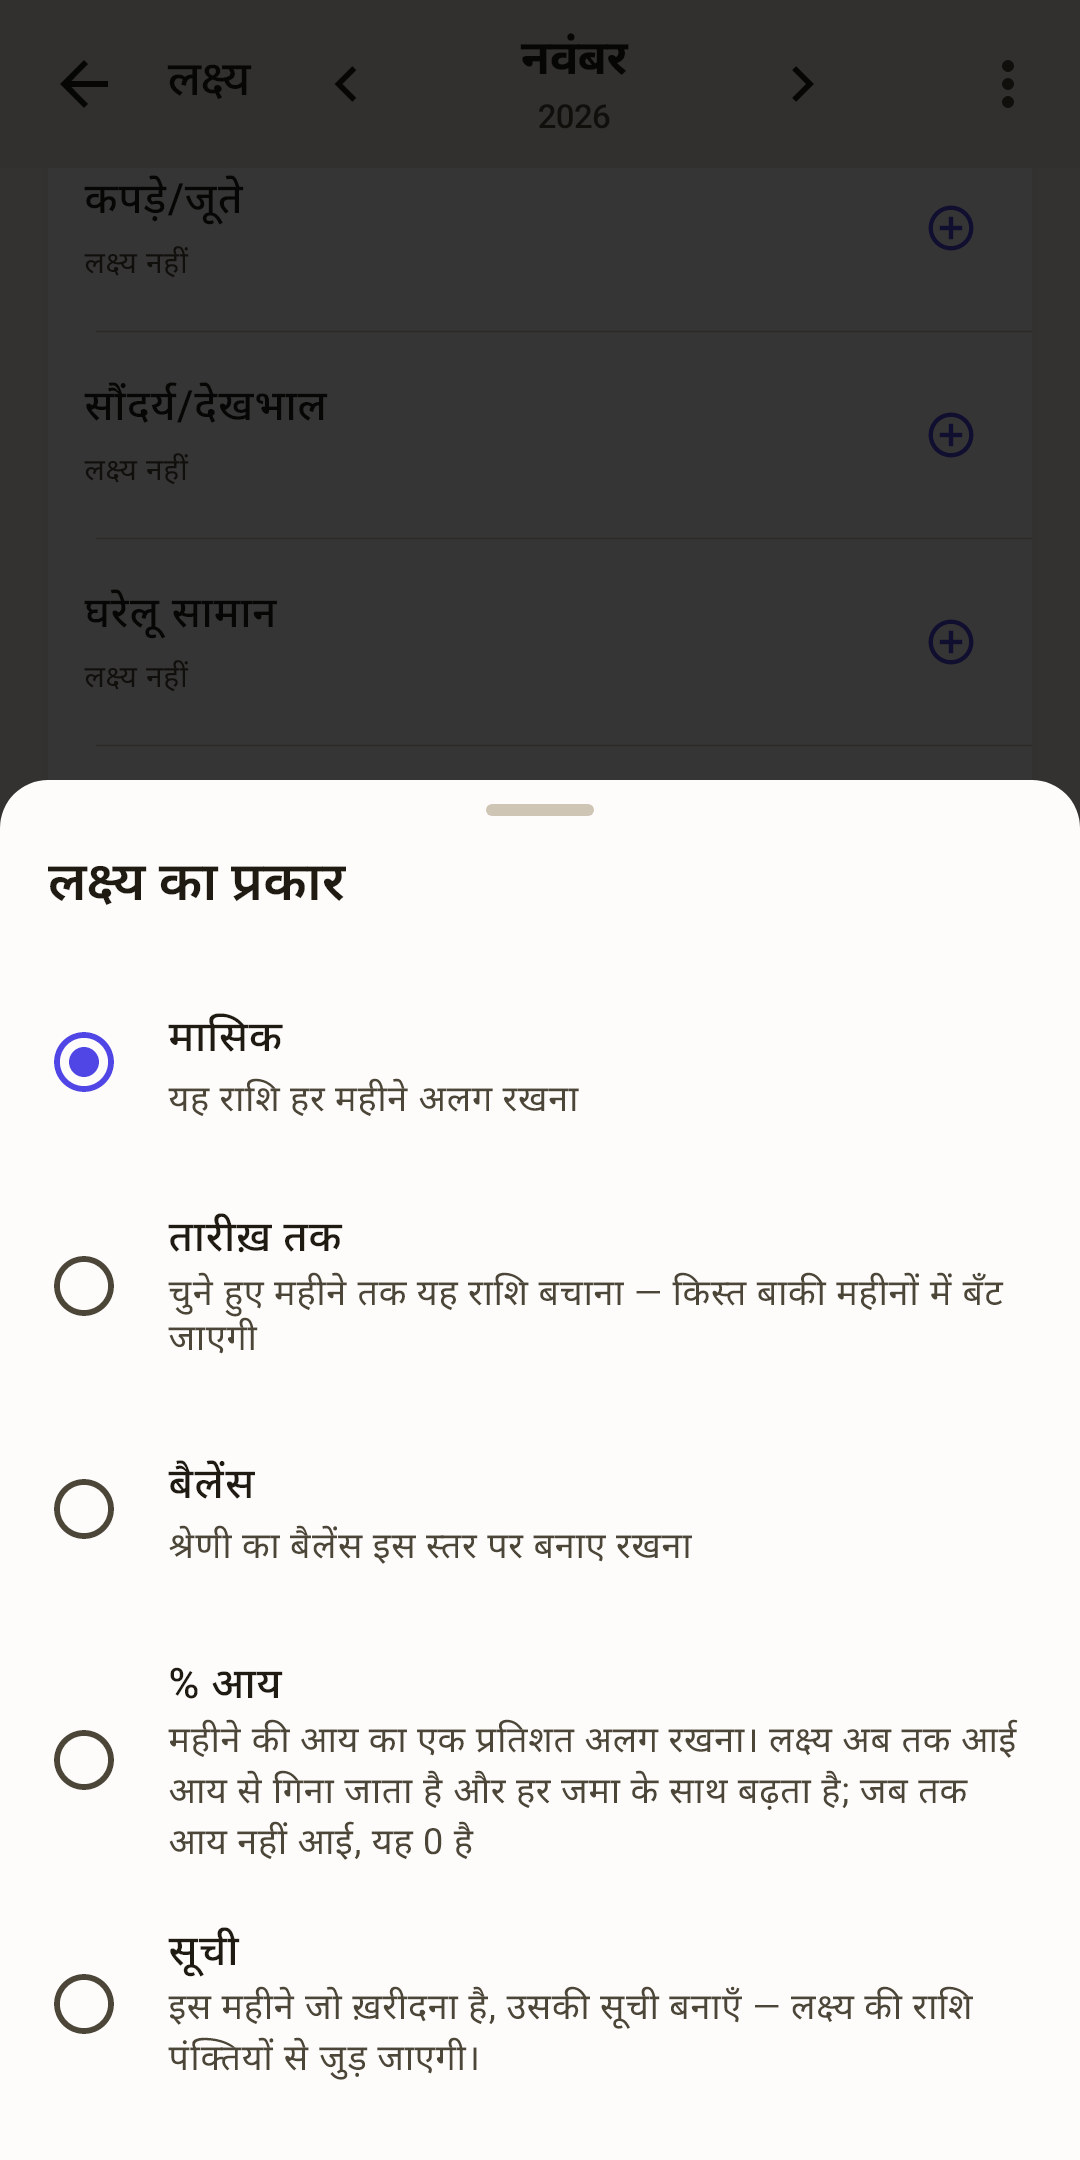 लक्ष्य
नवंबर
2026
कपड़े/जूते
लक्ष्य नहीं
सौंदर्य/देखभाल
लक्ष्य नहीं
घरेलू सामान
लक्ष्य नहीं
लक्ष्य का प्रकार
मासिक
यह राशि हर महीने अलग रखना
तारीख़ तक
चुने हुए महीने तक यह राशि बचाना — किस्त बाकी महीनों में बँट
जाएगी
बैलेंस
श्रेणी का बैलेंस इस स्तर पर बनाए रखना
% आय
महीने की आय का एक प्रतिशत अलग रखना। लक्ष्य अब तक आई
आय से गिना जाता है और हर जमा के साथ बढ़ता है; जब तक
आय नहीं आई, यह 0 है
सूची
इस महीने जो ख़रीदना है, उसकी सूची बनाएँ — लक्ष्य की राशि
पंक्तियों से जुड़ जाएगी।